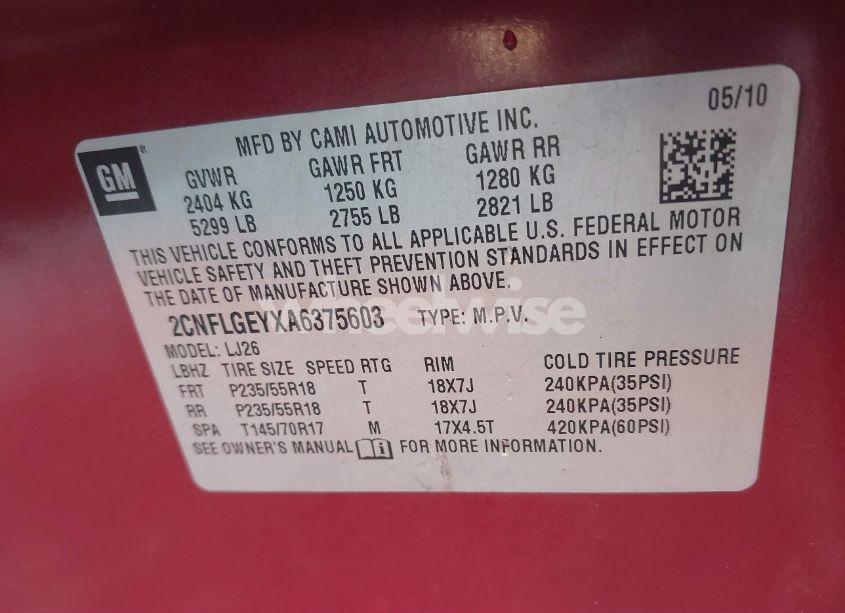 05/10
MFD BY CAMI AUTOMOTIVE INC.
GM®
GVWR GAWR FRT GAWR RR
2404 KG 1250 KG 1280 KG
5299 LB 2755 LB 2821 LB
THIS VEHICLE CONFORMS TO ALL APPLICABLE U.S. FEDERAL MOTOR
VEHICLE SAFETY AND THEFT PREVENTION STANDARDS IN EFFECT ON
THE DATE OF MANUFACTURE SHOWN ABOVE.
wheelwise
2CNFLGEYXA6375603 TYPE: M.P.V.
MODEL: LJ26
LBHZ TIRE SIZE SPEED RTG RIM COLD TIRE PRESSURE
FRT P235/55R18 T 18X7J 240KPA(35PSI)
RR P235/55R18 T 18X7J 240KPA(35PSI)
SPA T145/70R17 M 17X4.5T 420KPA(60PSI)
SEE OWNER'S MANUAL i FOR MORE INFORMATION.